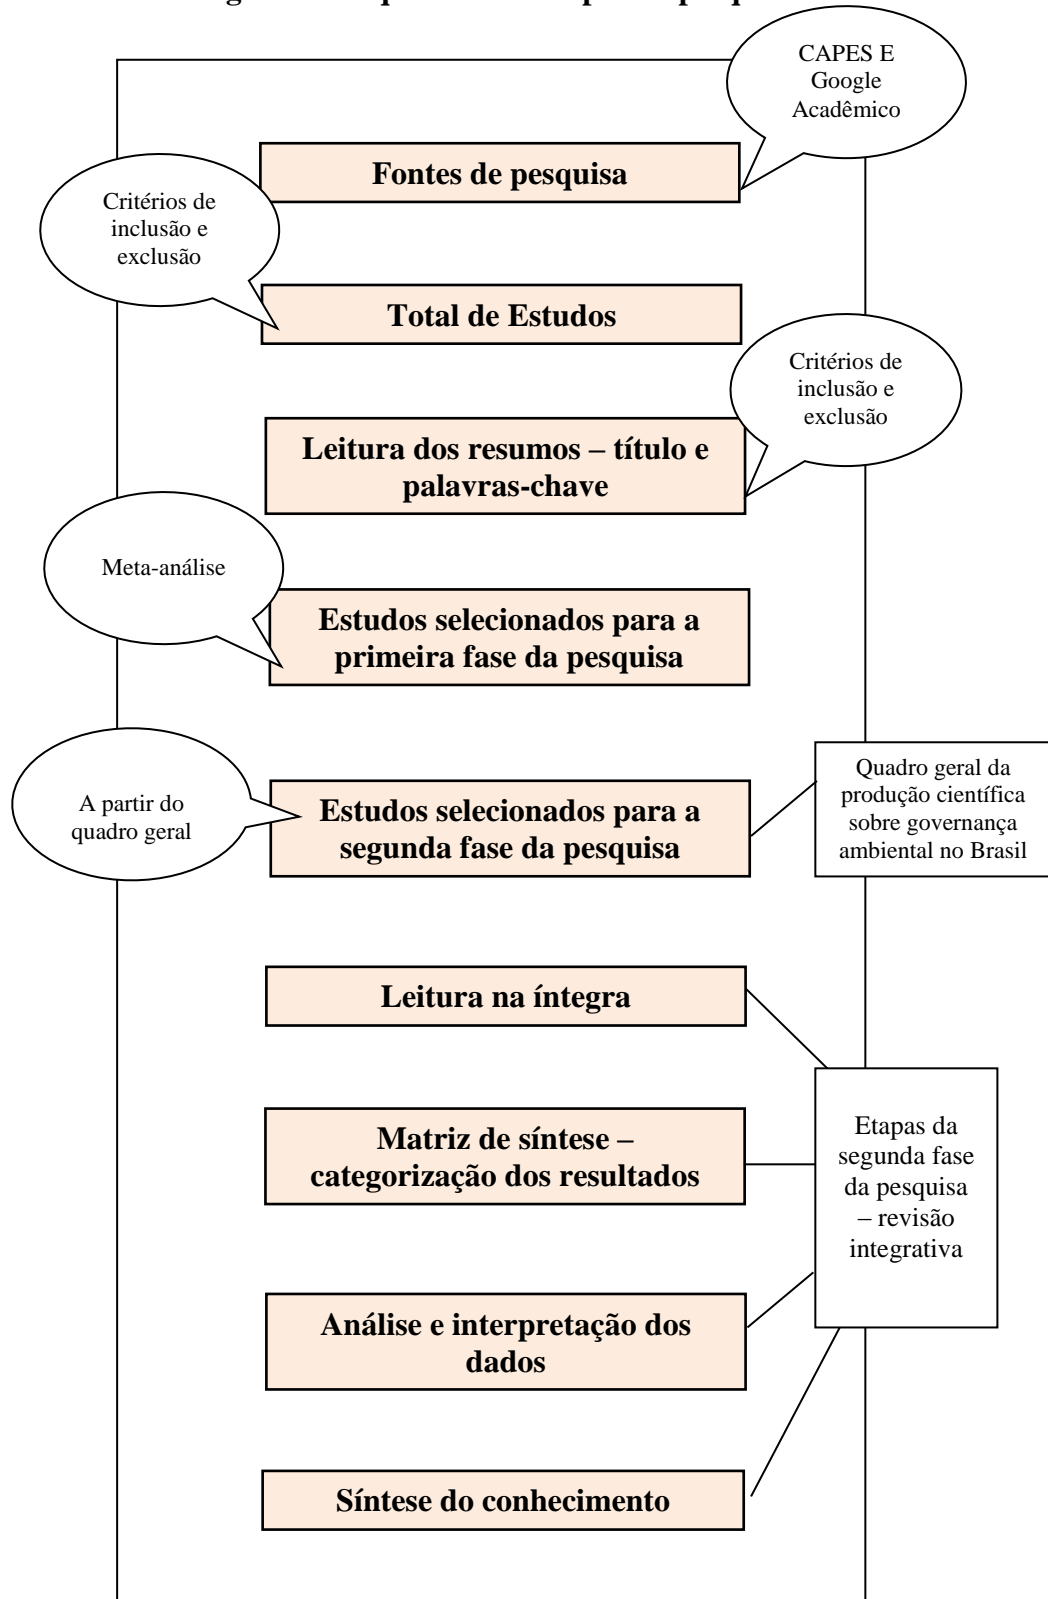 CAPES E
Google
Acadêmico
Fontes de pesquisa
Critérios de
inclusão e
exclusão
Total de Estudos
Critérios de
inclusão e
exclusão
Leitura dos resumos – título e
palavras-chave
Meta-análise
Estudos selecionados para a
primeira fase da pesquisa
A partir do
quadro geral
Estudos selecionados para a
segunda fase da pesquisa
Quadro geral da
produção científica
sobre governança
ambiental no Brasil
Leitura na íntegra
Matriz de síntese –
categorização dos resultados
Etapas da
segunda fase
da pesquisa
– revisão
integrativa
Análise e interpretação dos
dados
Síntese do conhecimento